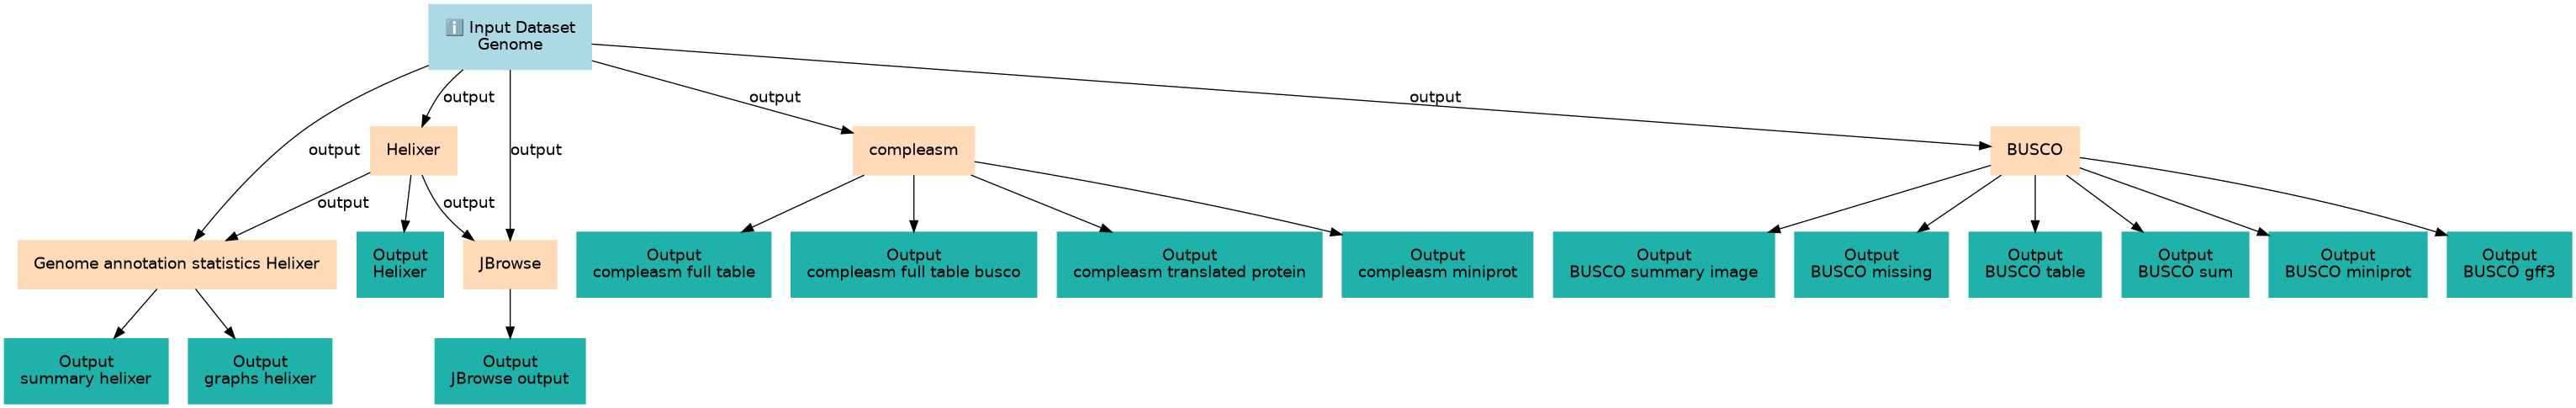 ℹ️ Input Dataset
Genome
output
output
output
output
output
Helixer
compleasm
BUSCO
output
output
Genome annotation statistics Helixer
Output
Helixer
JBrowse
Output
compleasm full table
Output
compleasm full table busco
Output
compleasm translated protein
Output
compleasm miniprot
Output
BUSCO summary image
Output
BUSCO missing
Output
BUSCO table
Output
BUSCO sum
Output
BUSCO miniprot
Output
BUSCO gff3
Output
summary helixer
Output
graphs helixer
Output
JBrowse output